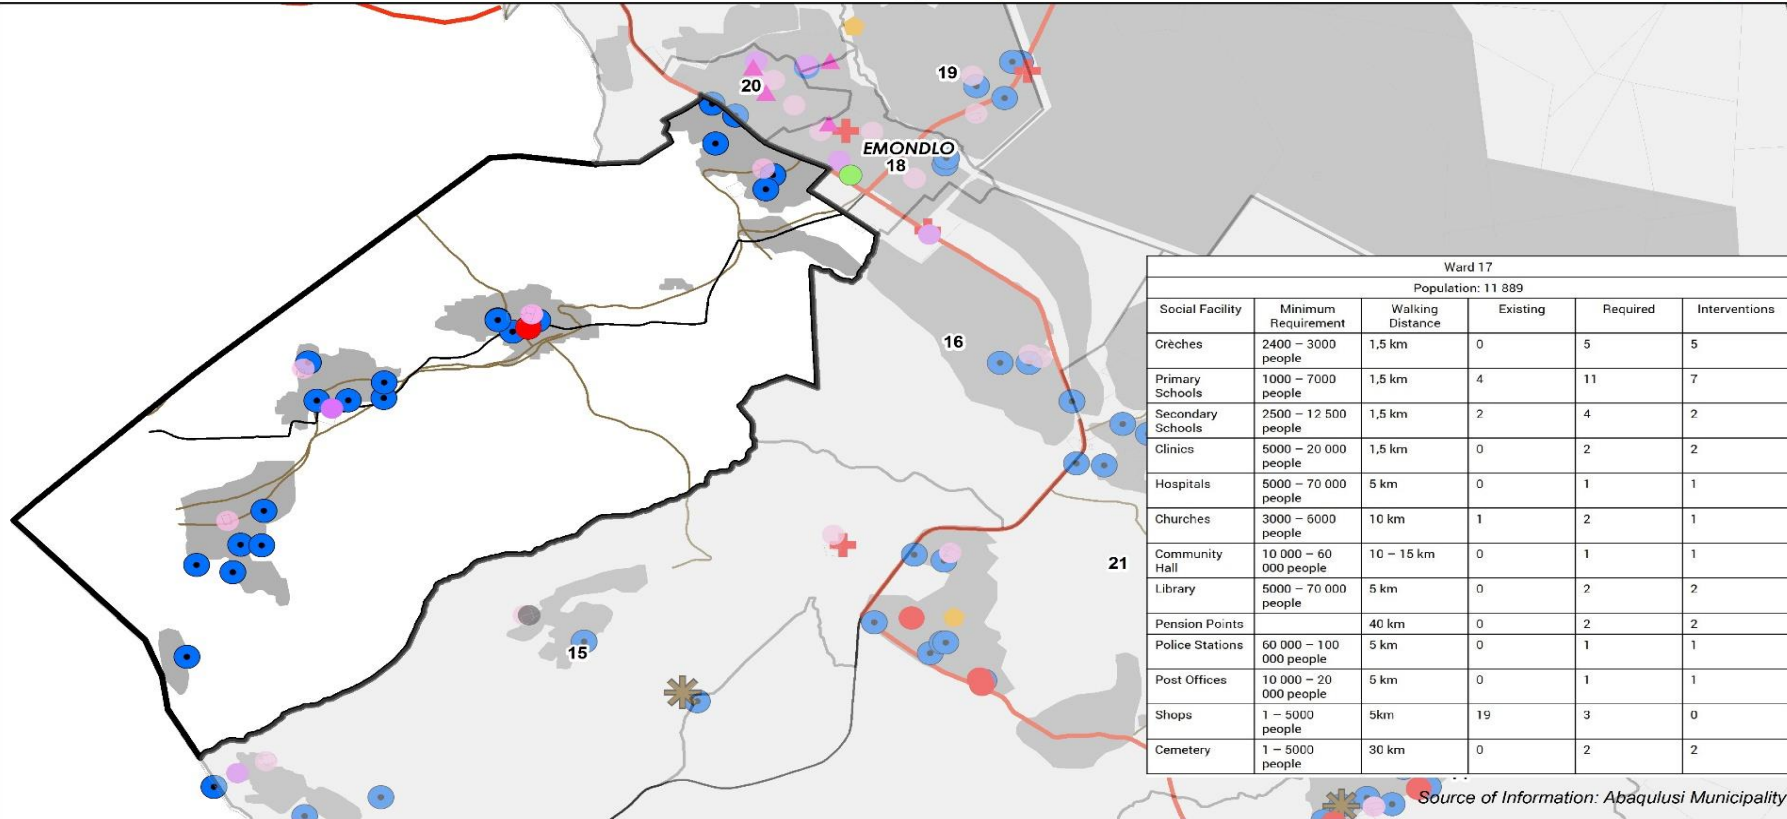 20
19
EMONDLO
18
16
21
15
Ward 17
Population: 11 889
Social Facility Minimum Requirement Walking Distance Existing Required Interventions
Crèches 2400 – 3000 people 1,5 km 0 5 5
Primary Schools 1000 – 7000 people 1,5 km 4 11 7
Secondary Schools 2500 – 12 500 people 1,5 km 2 4 2
Clinics 5000 – 20 000 people 1,5 km 0 2 2
Hospitals 5000 – 70 000 people 5 km 0 1 1
Churches 3000 – 6000 people 10 km 1 2 1
Community Hall 10 000 – 60 000 people 10 – 15 km 0 1 1
Library 5000 – 70 000 people 5 km 0 2 2
Pension Points 40 km 0 2 2
Police Stations 60 000 – 100 000 people 5 km 0 1 1
Post Offices 10 000 – 20 000 people 5 km 0 1 1
Shops 1 – 5000 people 5km 19 3 0
Cemetery 1 – 5000 people 30 km 0 2 2
Source of Information: Abaqulusi Municipality